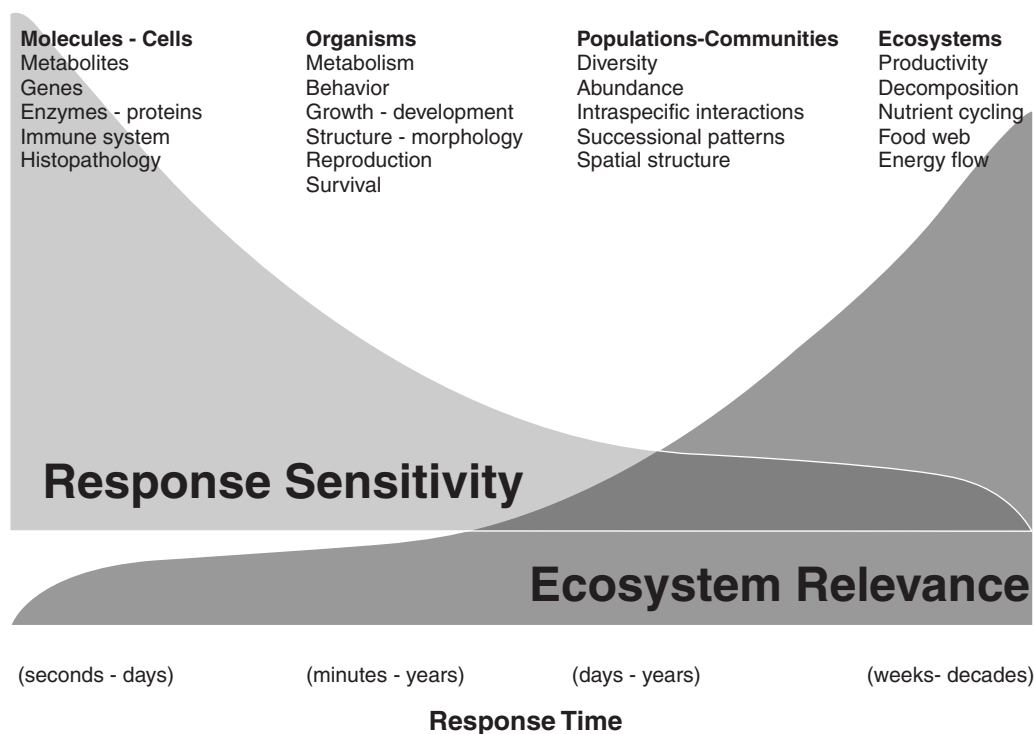 Molecules - Cells
Metabolites
Genes
Enzymes - proteins
Immune system
Histopathology
Organisms
Metabolism
Behavior
Growth - development
Structure - morphology
Reproduction
Survival
Populations-Communities
Diversity
Abundance
Intraspecific interactions
Successional patterns
Spatial structure
Ecosystems
Productivity
Decomposition
Nutrient cycling
Food web
Energy flow
Response Sensitivity
Ecosystem Relevance
(seconds - days)
(minutes - years)
(days - years)
(weeks- decades)
Response Time